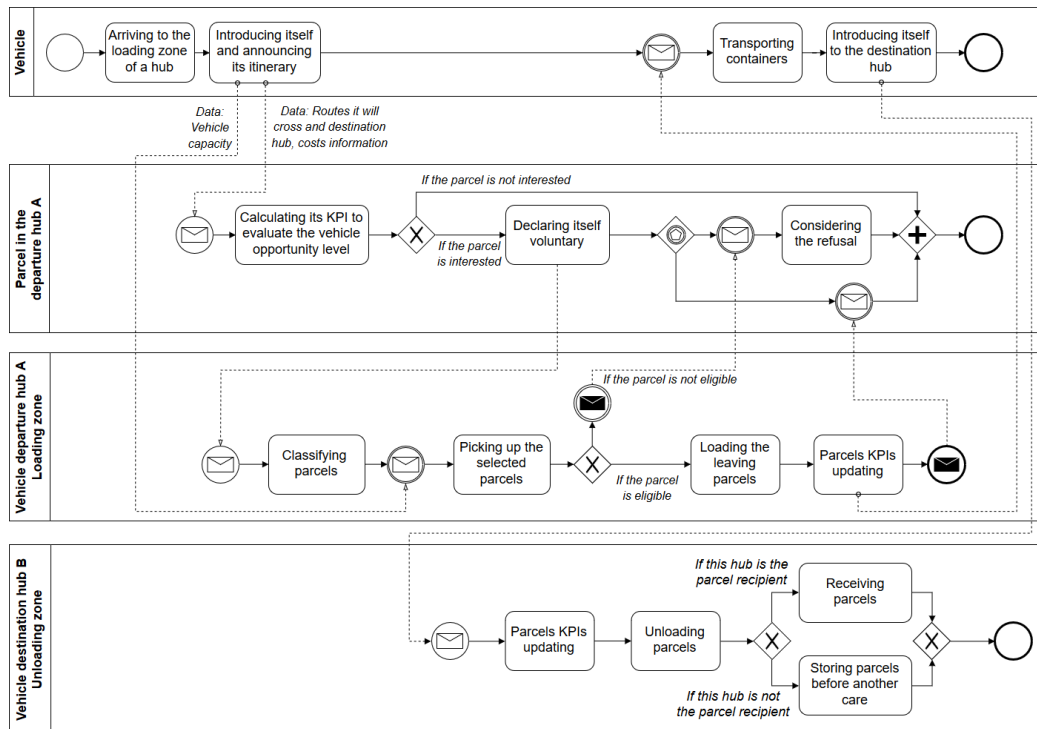 Vehicle
Arriving to the
loading zone
of a hub
Introducing itself
and announcing
its itinerary
Transporting
containers
Introducing itself
to the destination
hub
Data:
Vehicle
capacity
Data: Routes it will
cross and destination
hub, costs information
Parcel in the
departure hub A
Calculating its KPI to
evaluate the vehicle
opportunity level
If the parcel is not interested
If the parcel
is interested
Declaring itself
voluntary
Considering
the refusal
Vehicle departure hub A
Loading zone
Classifying
parcels
Picking up the
selected
parcels
If the parcel is not eligible
If the parcel
is eligible
Loading the
leaving
parcels
Parcels KPIs
updating
Vehicle destination hub B
Unloading zone
Parcels KPIs
updating
Unloading
parcels
If this hub is the
parcel recipient
Receiving
parcels
If this hub is not
the parcel recipient
Storing parcels
before another
care